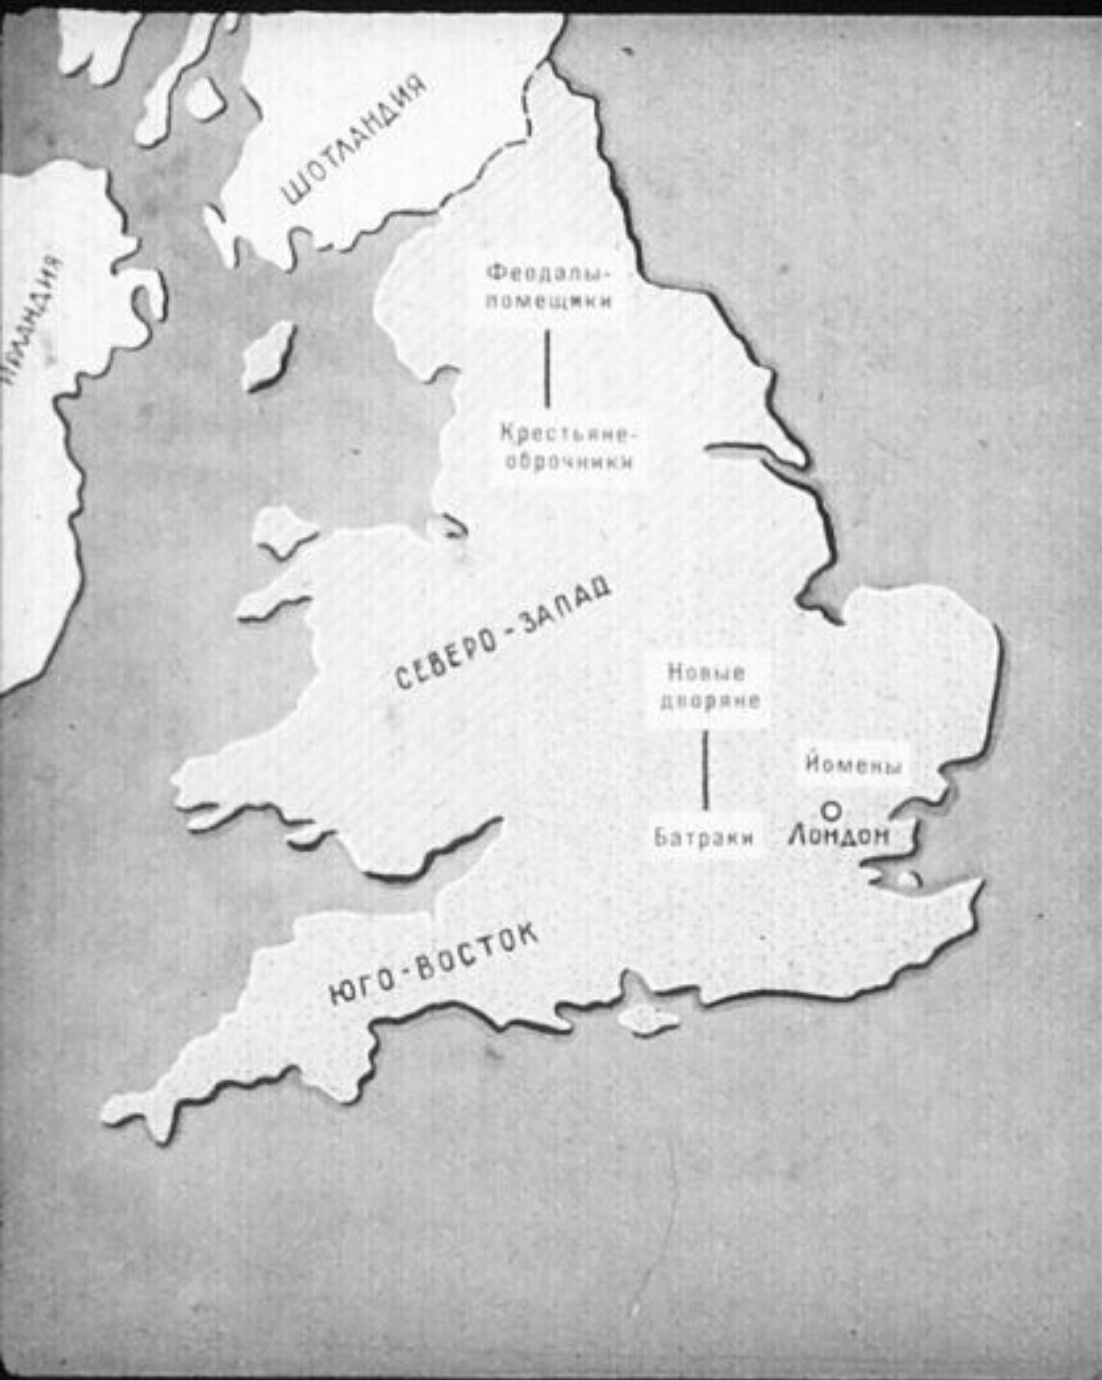 ШОТЛАНДИЯ
ИРЛАНДИЯ
Феодалы-
помещики
Крестьяне-
оброчники
СЕВЕРО-ЗАПАД
Новые
дворяне
Йомены
Батраки
ЛОНДОН
ЮГО-ВОСТОК